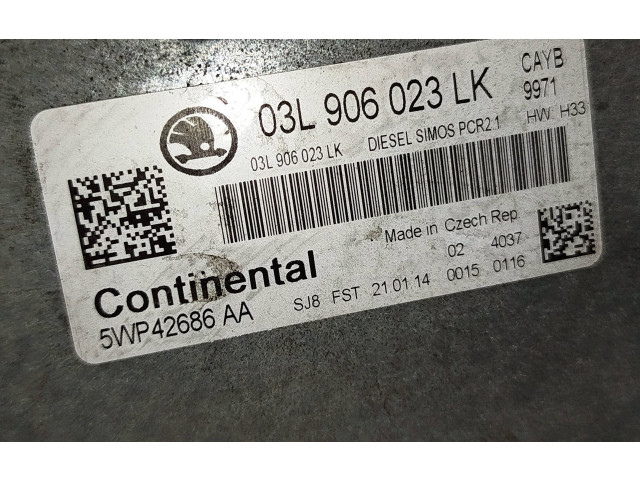 03L 906 023 LK
CAYB
9971
03L 906 023 LK DIESEL SIMOS PCR2.1 HW H33
Made in Czech Rep.
02 4037
Continental
5WP42686 AA
SJ8 FST 21 01 14 0015 0116